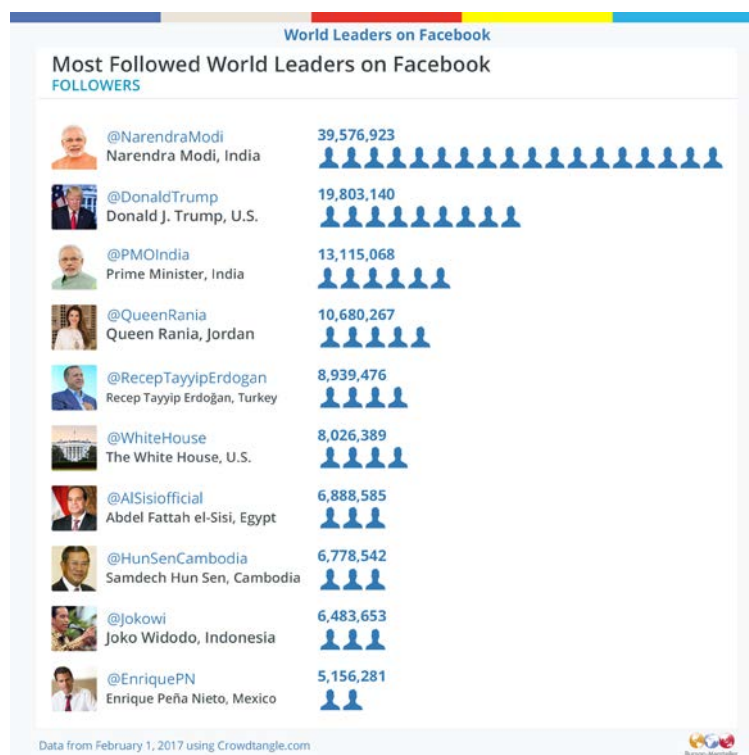 World Leaders on Facebook
Most Followed World Leaders on Facebook
FOLLOWERS
@NarendraModi
Narendra Modi, India
39,576,923
@DonaldTrump
Donald J. Trump, U.S.
19,803,140
@PMOIndia
Prime Minister, India
13,115,068
@QueenRania
Queen Rania, Jordan
10,680,267
@RecepTayyipErdogan
Recep Tayyip Erdoğan, Turkey
8,939,476
@WhiteHouse
The White House, U.S.
8,026,389
@AlSisiofficial
Abdel Fattah el-Sisi, Egypt
6,888,585
@HunSenCambodia
Samdech Hun Sen, Cambodia
6,778,542
@Jokowi
Joko Widodo, Indonesia
6,483,653
@EnriquePN
Enrique Peña Nieto, Mexico
5,156,281
Data from February 1, 2017 using Crowdtangle.com